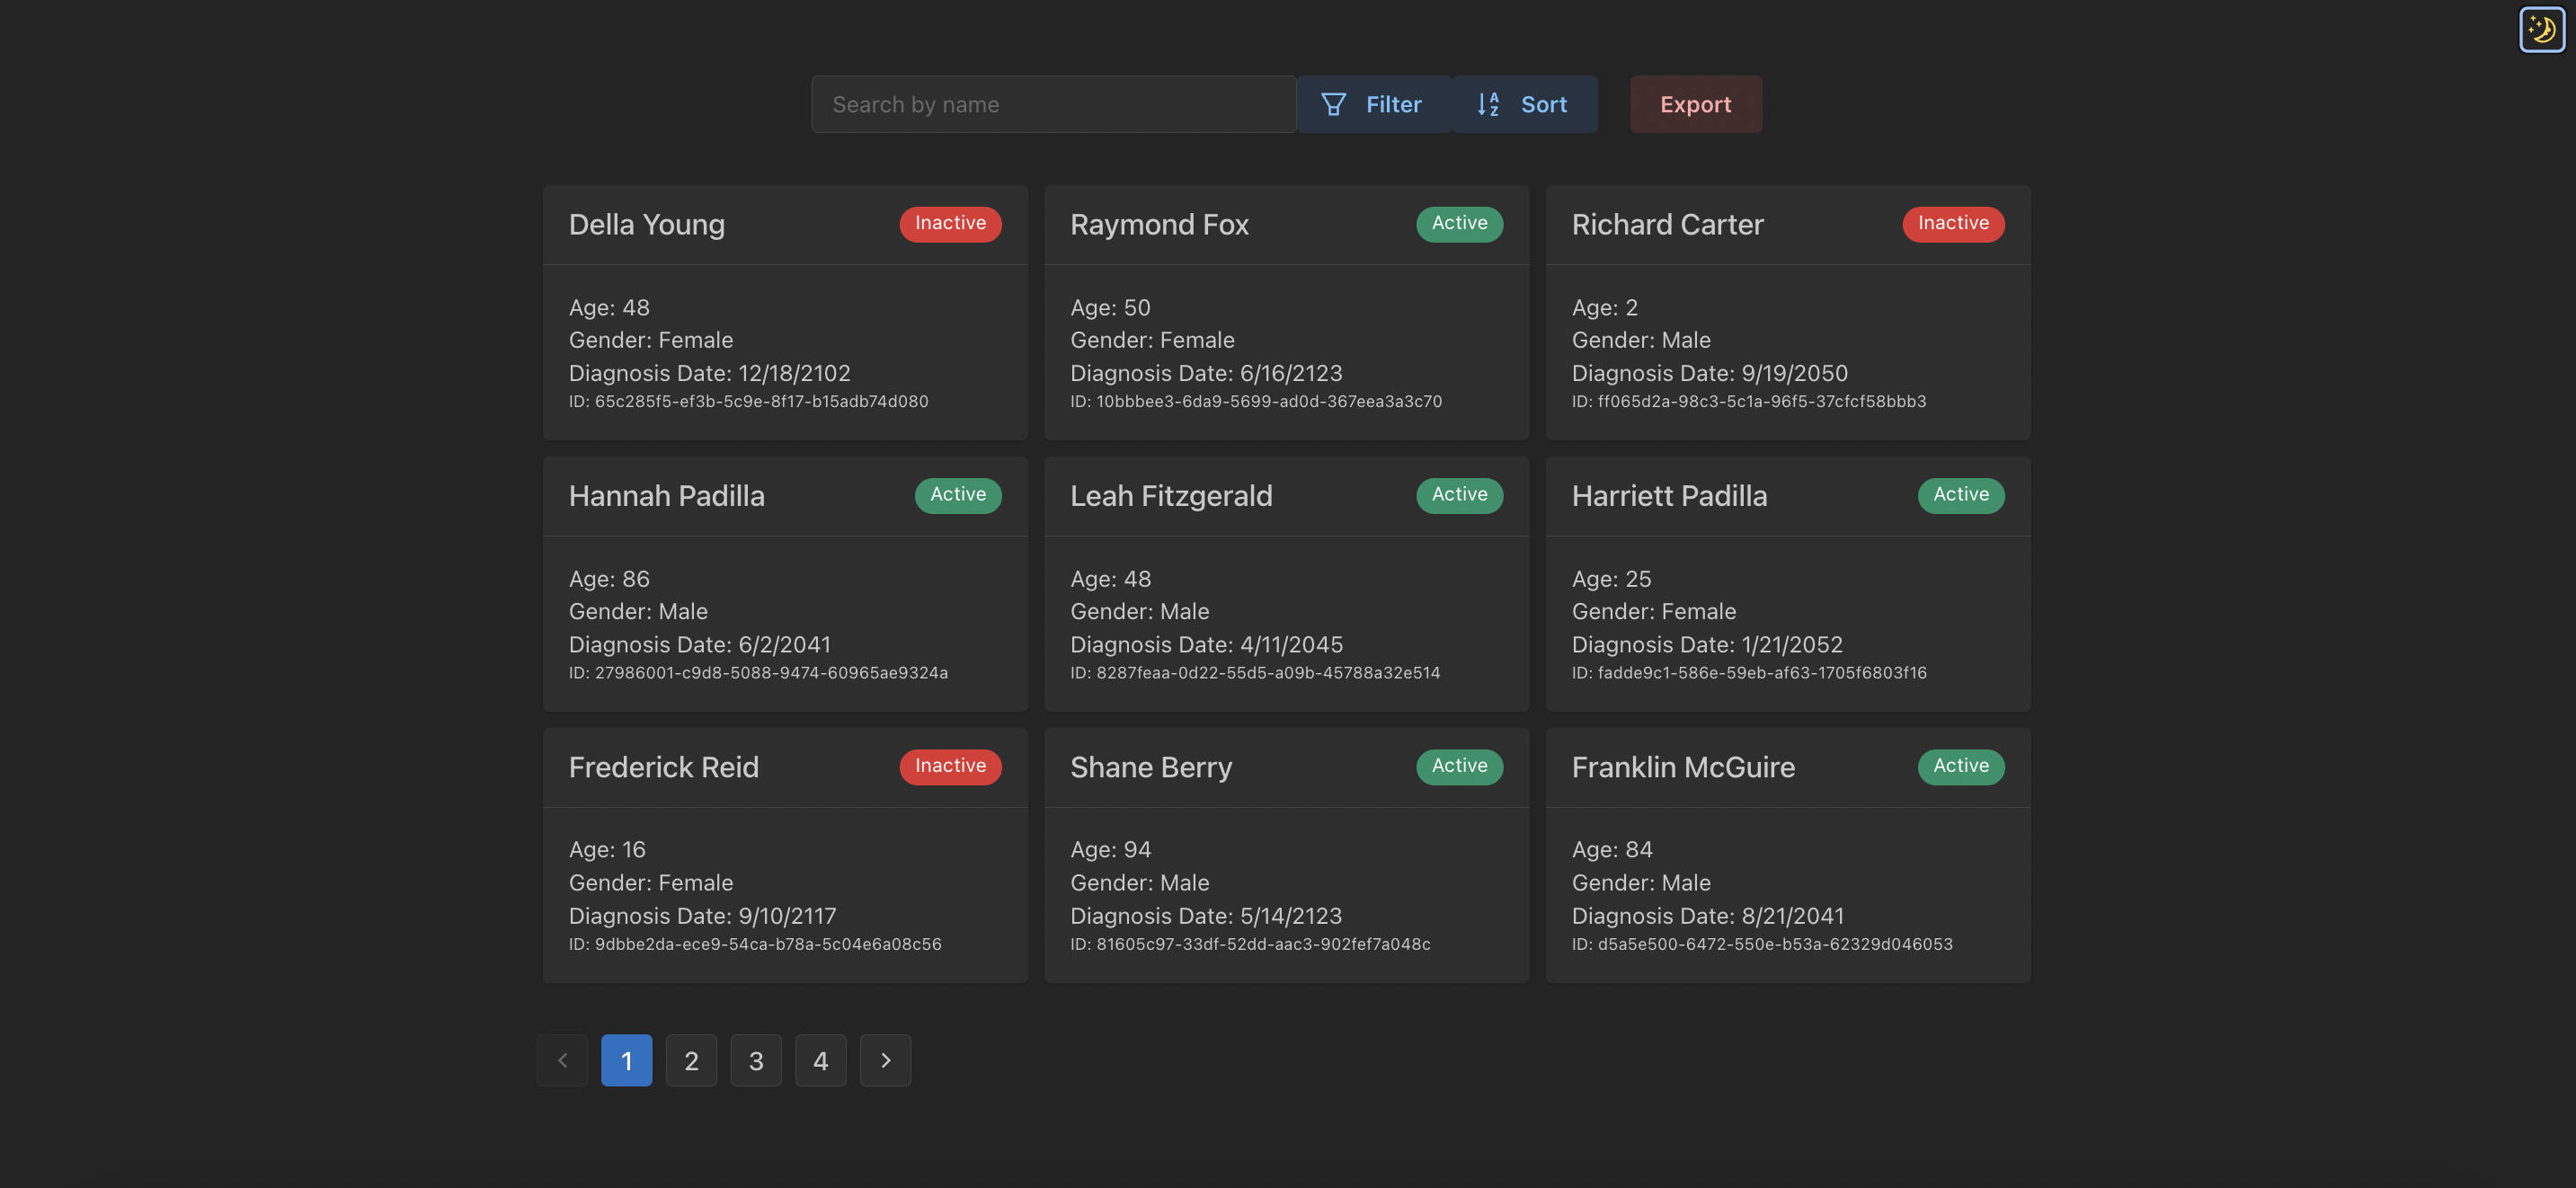 Search by name
Filter
Sort
Export
Della Young
Inactive
Age: 48
Gender: Female
Diagnosis Date: 12/18/2102
ID: 65c285f5-ef3b-5c9e-8f17-b15adb74d080
Raymond Fox
Active
Age: 50
Gender: Female
Diagnosis Date: 6/16/2123
ID: 10bbbee3-6da9-5699-ad0d-367eea3a3c70
Richard Carter
Inactive
Age: 2
Gender: Male
Diagnosis Date: 9/19/2050
ID: ff065d2a-98c3-5c1a-96f5-37cfcf58bbb3
Hannah Padilla
Active
Age: 86
Gender: Male
Diagnosis Date: 6/2/2041
ID: 27986001-c9d8-5088-9474-60965ae9324a
Leah Fitzgerald
Active
Age: 48
Gender: Male
Diagnosis Date: 4/11/2045
ID: 8287feaa-0d22-55d5-a09b-45788a32e514
Harriett Padilla
Active
Age: 25
Gender: Female
Diagnosis Date: 1/21/2052
ID: fadde9c1-586e-59eb-af63-1705f6803f16
Frederick Reid
Inactive
Age: 16
Gender: Female
Diagnosis Date: 9/10/2117
ID: 9dbbe2da-ece9-54ca-b78a-5c04e6a08c56
Shane Berry
Active
Age: 94
Gender: Male
Diagnosis Date: 5/14/2123
ID: 81605c97-33df-52dd-aac3-902fef7a048c
Franklin McGuire
Active
Age: 84
Gender: Male
Diagnosis Date: 8/21/2041
ID: d5a5e500-6472-550e-b53a-62329d046053
1 2 3 4